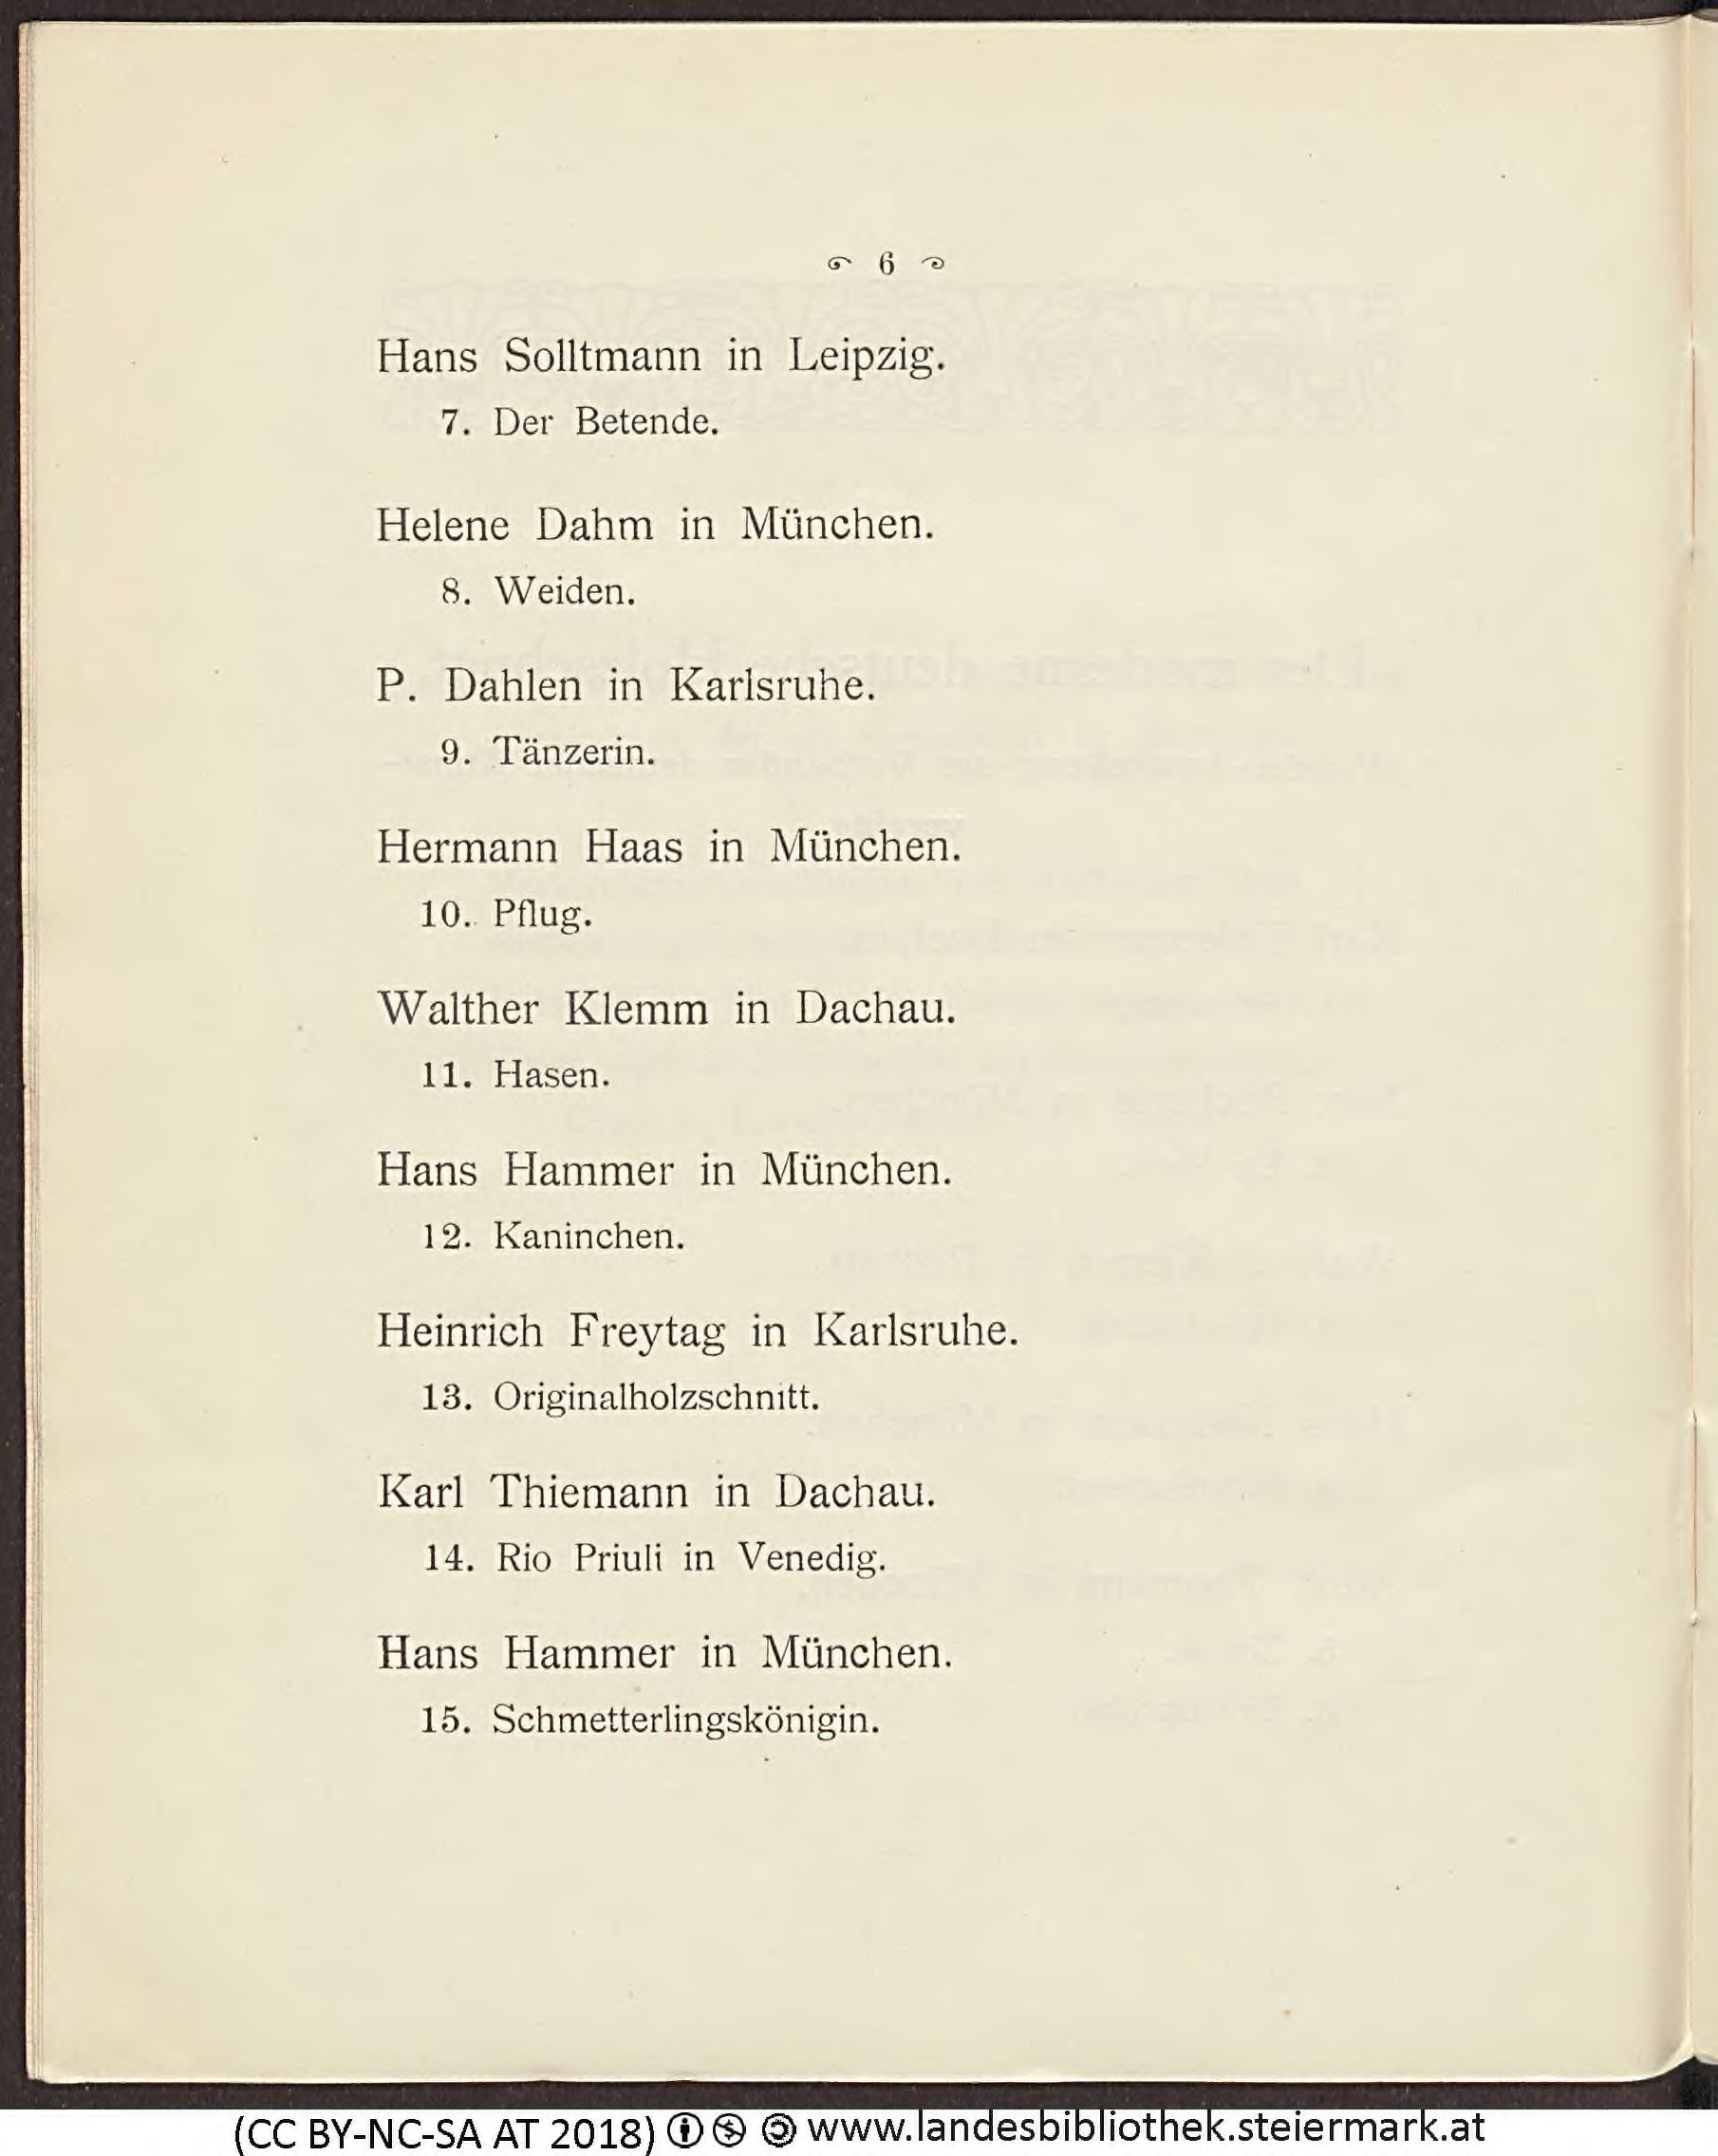 6
Hans Solltmann in Leipzig.
7. Der Betende.
Helene Dahm in München.
8. Weiden.
P. Dahlen in Karlsruhe.
9. Tänzerin.
Hermann Haas in München.
10. Pflug.
Walther Klemm in Dachau.
11. Hasen.
Hans Hammer in München.
12. Kaninchen.
Heinrich Freytag in Karlsruhe.
13. Originalholzschnitt.
Karl Thiemann in Dachau.
14. Rio Priuli in Venedig.
Hans Hammer in München.
15. Schmetterlingskönigin.
(CC BY-NC-SA AT 2018) www.landesbibliothek.steiermark.at